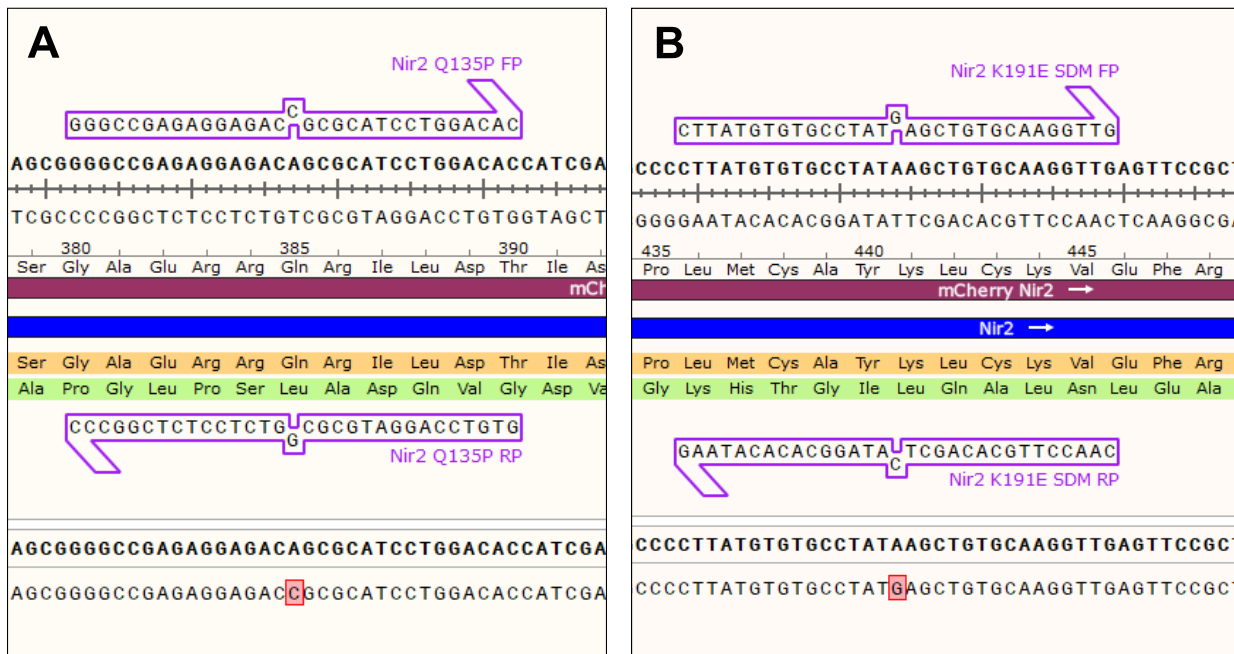 A
Nir2 Q135P FP
C
GGGCCGAGAGGAGAC GCGCATCCTGGACAC
AGCGGGGCCGAGAGGAGACAGCGCATCCTGGACACCATCGA
TCGCCCCGGCTCTCCTCTGTCGCGTAGGACCTGTGGTAGCT
380 385 390
Ser Gly Ala Glu Arg Arg Gln Arg Ile Leu Asp Thr Ile As
mCh
Ser Gly Ala Glu Arg Arg Gln Arg Ile Leu Asp Thr Ile As
Ala Pro Gly Leu Pro Ser Leu Ala Asp Gln Val Gly Asp Va
CCCGGCTCTCCTCTG CGCGTAGGACCTGTG
G
Nir2 Q135P RP
AGCGGGGCCGAGAGGAGACAGCGCATCCTGGACACCATCGA
AGCGGGGCCGAGAGGAGACCGCGCATCCTGGACACCATCGA
B
Nir2 K191E SDM FP
G
CTTATGTGTGCCTAT AGCTGTGCAAGGTTG
CCCCTTATGTGTGCCTATAAGCTGTGCAAGGTTGAGTTCCGCT
GGGGAATACACACGGATATTCGACACGTTCCAACTCAAGGCGA
435 440 445
Pro Leu Met Cys Ala Tyr Lys Leu Cys Lys Val Glu Phe Arg
mCherry Nir2
Nir2
Pro Leu Met Cys Ala Tyr Lys Leu Cys Lys Val Glu Phe Arg
Gly Lys His Thr Gly Ile Leu Gln Ala Leu Asn Leu Glu Ala
GAATACACACGGATA TCGACACGTTCCAAC
C
Nir2 K191E SDM RP
CCCCTTATGTGTGCCTATAAGCTGTGCAAGGTTGAGTTCCGCT
CCCCTTATGTGTGCCTATGAGCTGTGCAAGGTTGAGTTCCGCT